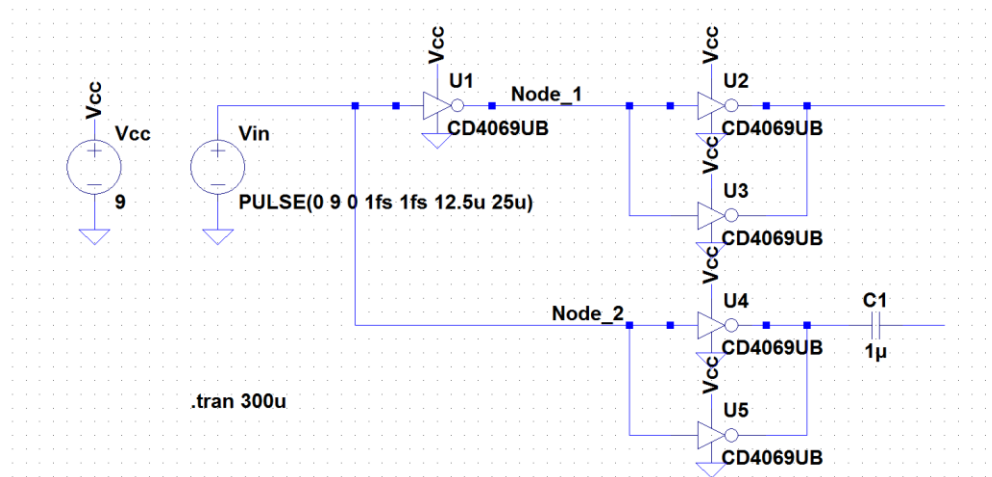 Vcc
Vcc
9
Vin
PULSE(0 9 0 1fs 1fs 12.5u 25u)
Vcc
U1
CD4069UB
Node_1
Vcc
U2
CD4069UB
Vcc
U3
CD4069UB
Node_2
Vcc
U4
CD4069UB
C1
1µ
Vcc
U5
CD4069UB
.tran 300u